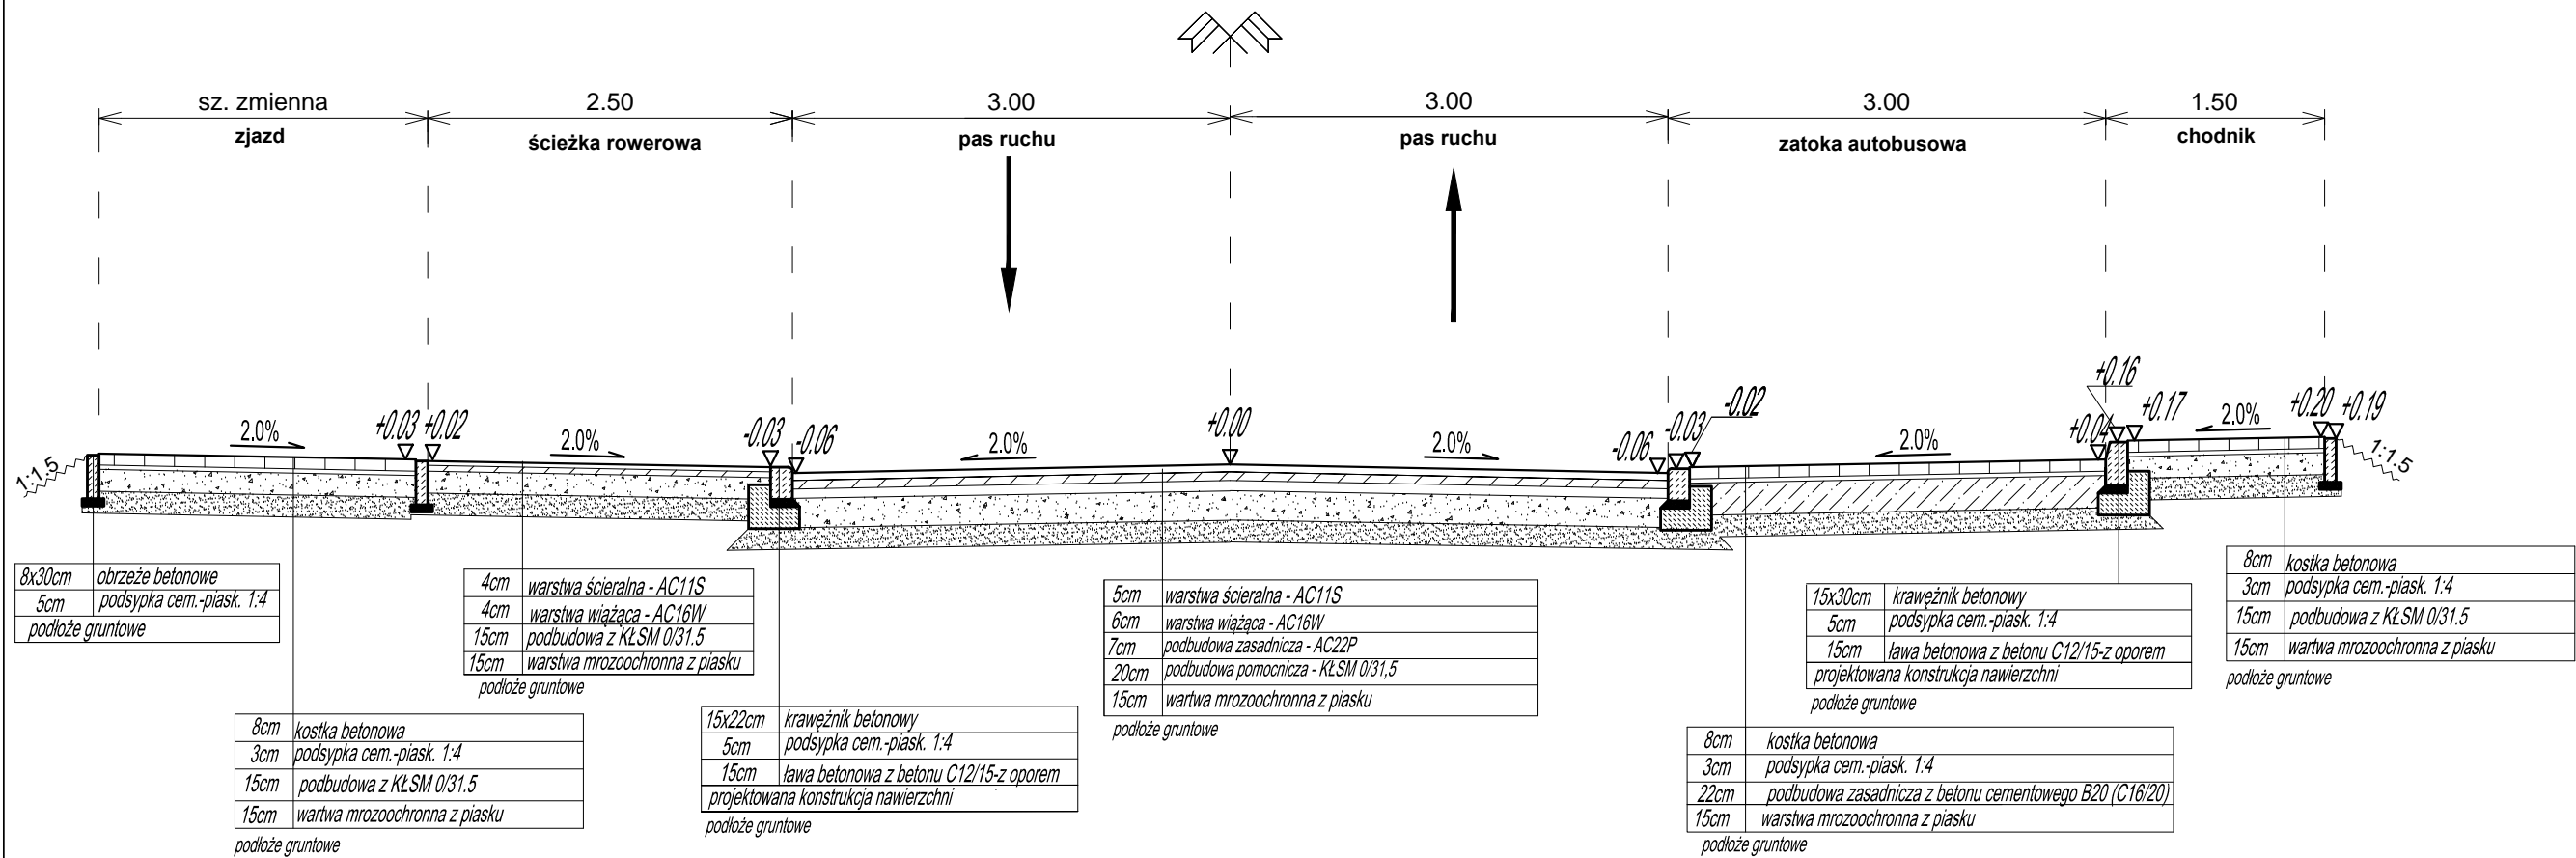 sz. zmienna
zjazd
2.50
ścieżka rowerowa
3.00
pas ruchu
3.00
pas ruchu
3.00
zatoka autobusowa
1.50
chodnik
1:1.5
2.0%
+0.03
+0.02
2.0%
-0.03
-0.06
2.0%
+0.00
2.0%
-0.06
-0.03
-0.02
2.0%
+0.04
+0.16
+0.17
2.0%
+0.20
+0.19
1:1.5
8x30cm obrzeże betonowe
5cm podsypka cem.-piask. 1:4
podłoże gruntowe
8cm kostka betonowa
3cm podsypka cem.-piask. 1:4
15cm podbudowa z KŁSM 0/31.5
15cm wartwa mrozoochronna z piasku
podłoże gruntowe
4cm warstwa ścieralna - AC11S
4cm warstwa wiążąca - AC16W
15cm podbudowa z KŁSM 0/31.5
15cm warstwa mrozoochronna z piasku
podłoże gruntowe
15x22cm krawężnik betonowy
5cm podsypka cem.-piask. 1:4
15cm ława betonowa z betonu C12/15-z oporem
projektowana konstrukcja nawierzchni
podłoże gruntowe
5cm warstwa ścieralna - AC11S
6cm warstwa wiążąca - AC16W
7cm podbudowa zasadnicza - AC22P
20cm podbudowa pomocnicza - KŁSM 0/31,5
15cm wartwa mrozoochronna z piasku
podłoże gruntowe
15x30cm krawężnik betonowy
5cm podsypka cem.-piask. 1:4
15cm ława betonowa z betonu C12/15-z oporem
projektowana konstrukcja nawierzchni
podłoże gruntowe
8cm kostka betonowa
3cm podsypka cem.-piask. 1:4
22cm podbudowa zasadnicza z betonu cementowego B20 (C16/20)
15cm warstwa mrozoochronna z piasku
podłoże gruntowe
8cm kostka betonowa
3cm podsypka cem.-piask. 1:4
15cm podbudowa z KŁSM 0/31.5
15cm wartwa mrozoochronna z piasku
podłoże gruntowe